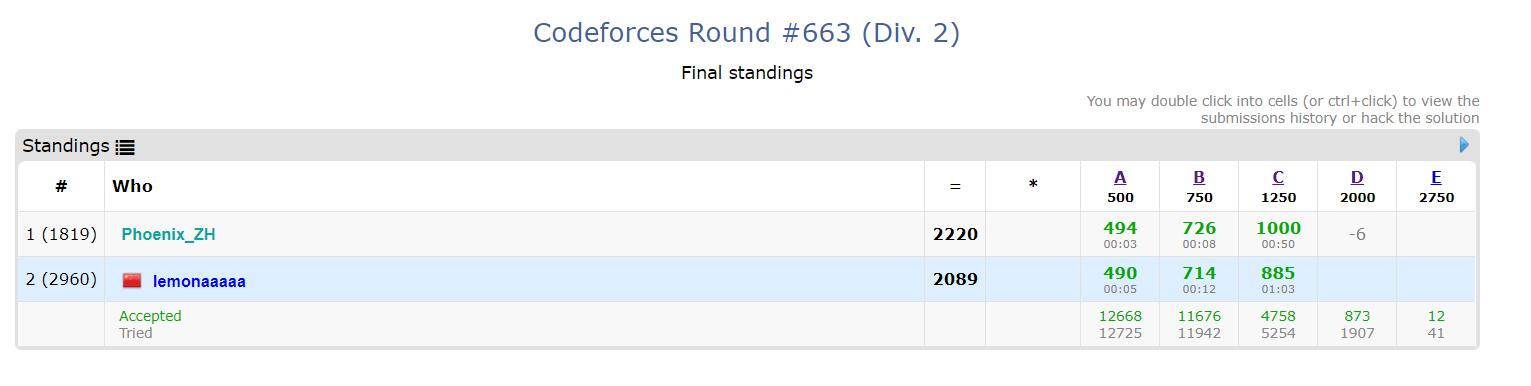 Codeforces Round #663 (Div. 2)
Final standings
You may double click into cells (or ctrl+click) to view the
submissions history or hack the solution
Standings
# Who = * A B C D E
500 750 1250 2000 2750
1 (1819) Phoenix_ZH 2220 494 726 1000 -6
00:03 00:08 00:50
2 (2960) lemonaaaaa 2089 490 714 885
00:05 00:12 01:03
Accepted 12668 11676 4758 873 12
Tried 12725 11942 5254 1907 41